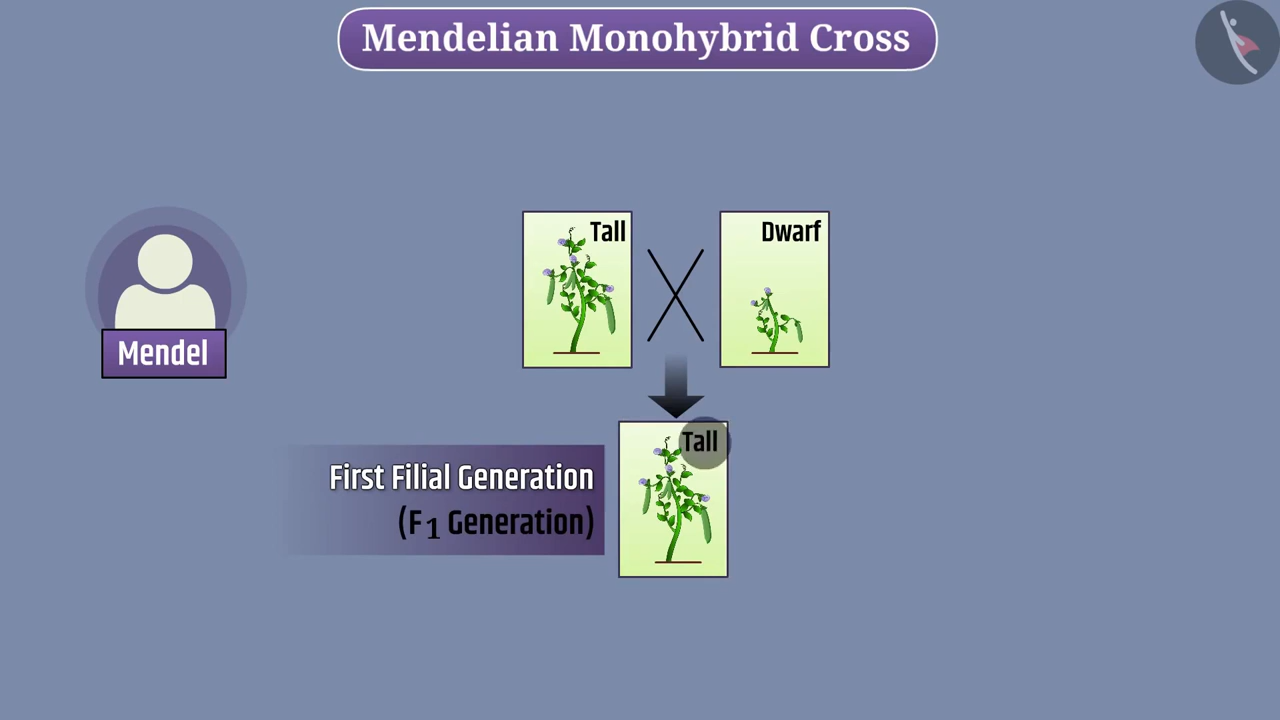 Mendelian Monohybrid Cross
Tall
Dwarf
Mendel
Tall
First Filial Generation
(F₁ Generation)